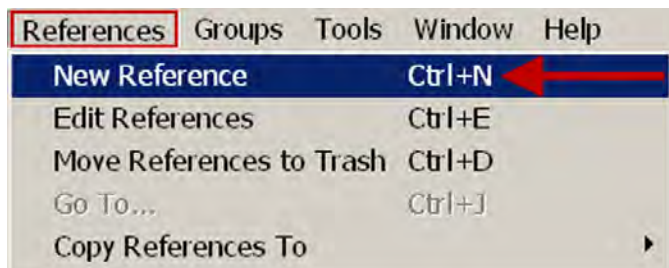 References Groups Tools Window Help
New Reference Ctrl+N
Edit References Ctrl+E
Move References to Trash Ctrl+D
Go To... Ctrl+J
Copy References To